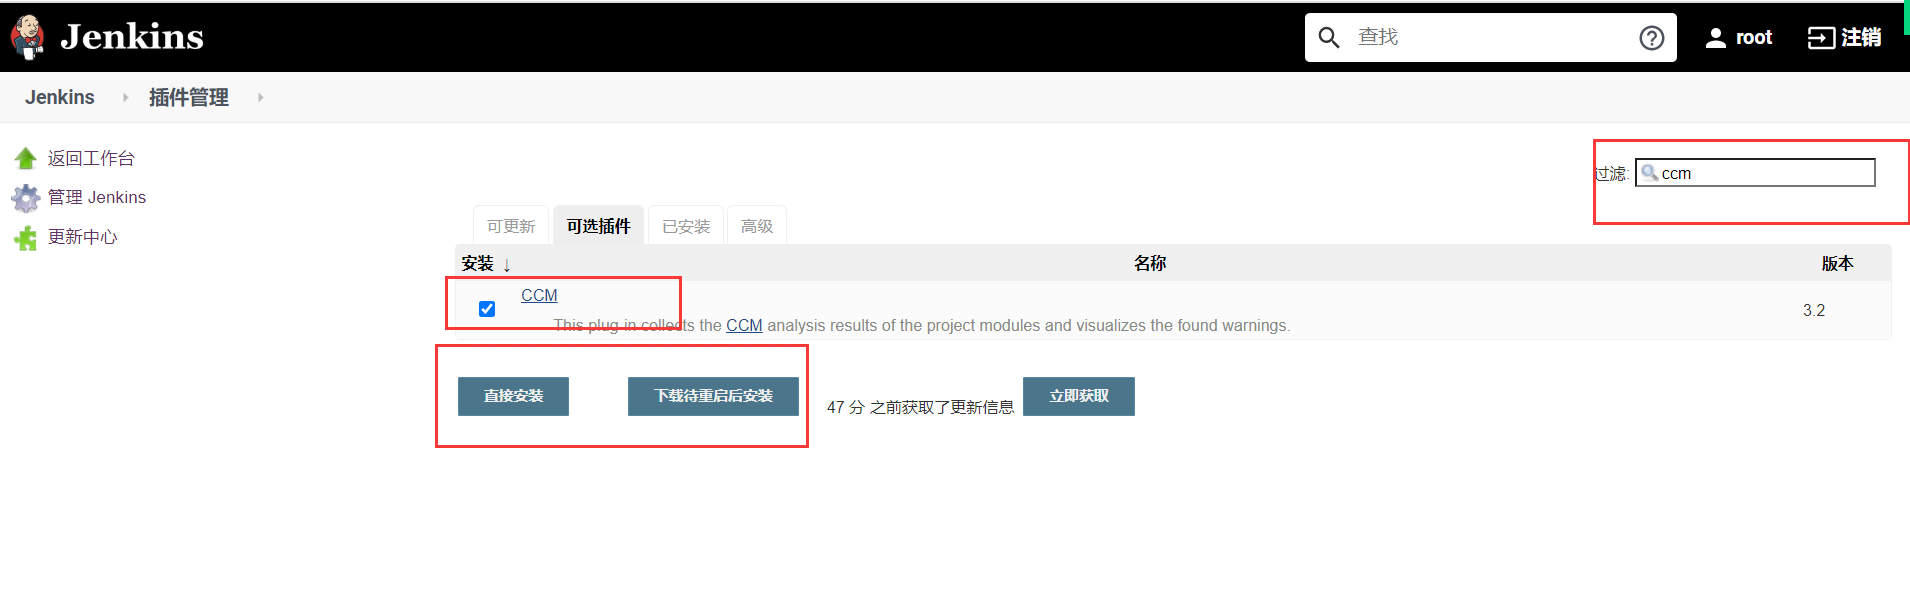 Jenkins
查找
root
注销
Jenkins
插件管理
返回工作台
管理 Jenkins
更新中心
过滤:
ccm
可更新
可选插件
已安装
高级
安装 ↓
名称
版本
CCM
This plug-in collects the CCM analysis results of the project modules and visualizes the found warnings.
3.2
直接安装
下载待重启后安装
47 分 之前获取了更新信息
立即获取